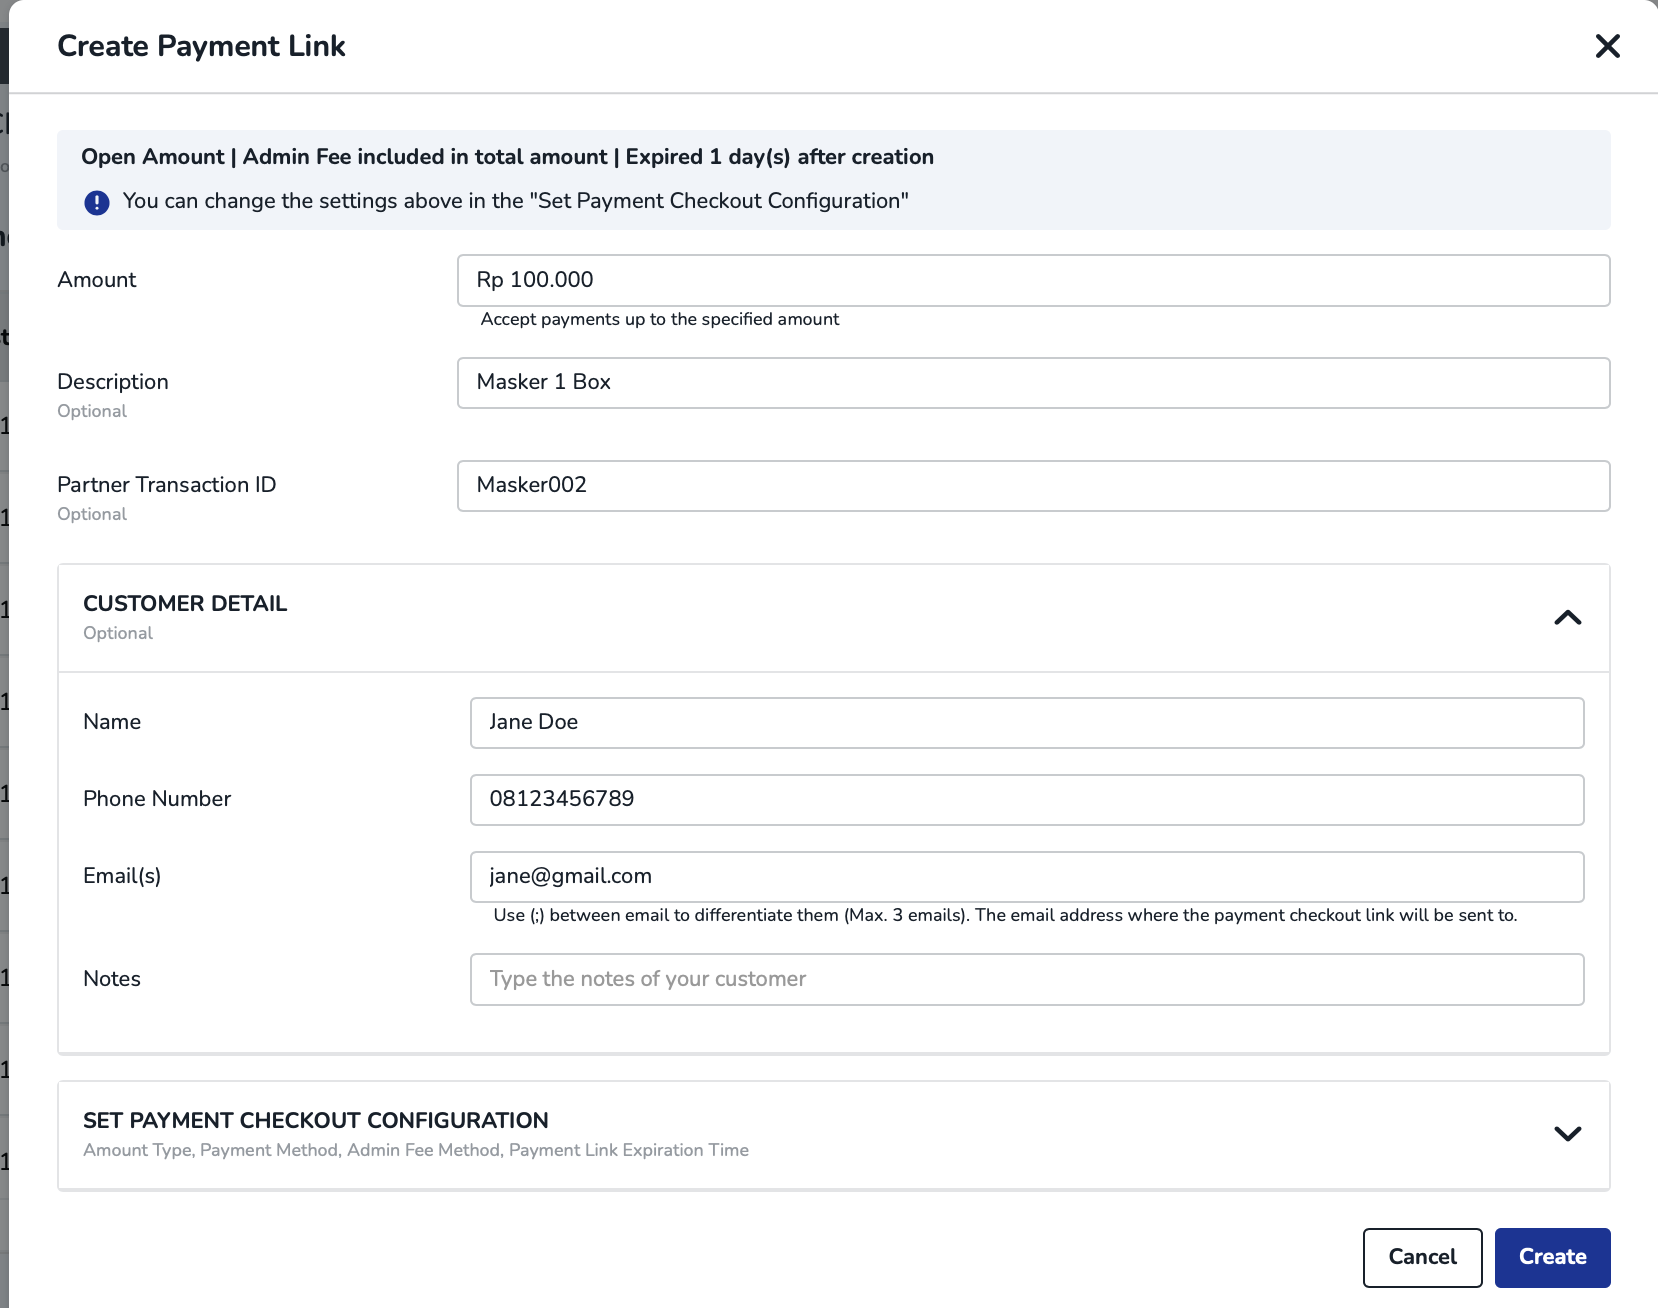 Create Payment Link
Open Amount | Admin Fee included in total amount | Expired 1 day(s) after creation
You can change the settings above in the "Set Payment Checkout Configuration"
Amount
Rp 100.000
Accept payments up to the specified amount
Description
Optional
Masker 1 Box
Partner Transaction ID
Optional
Masker002
CUSTOMER DETAIL
Optional
Name
Jane Doe
Phone Number
08123456789
Email(s)
jane@gmail.com
Use (;) between email to differentiate them (Max. 3 emails). The email address where the payment checkout link will be sent to.
Notes
Type the notes of your customer
SET PAYMENT CHECKOUT CONFIGURATION
Amount Type, Payment Method, Admin Fee Method, Payment Link Expiration Time
Cancel
Create